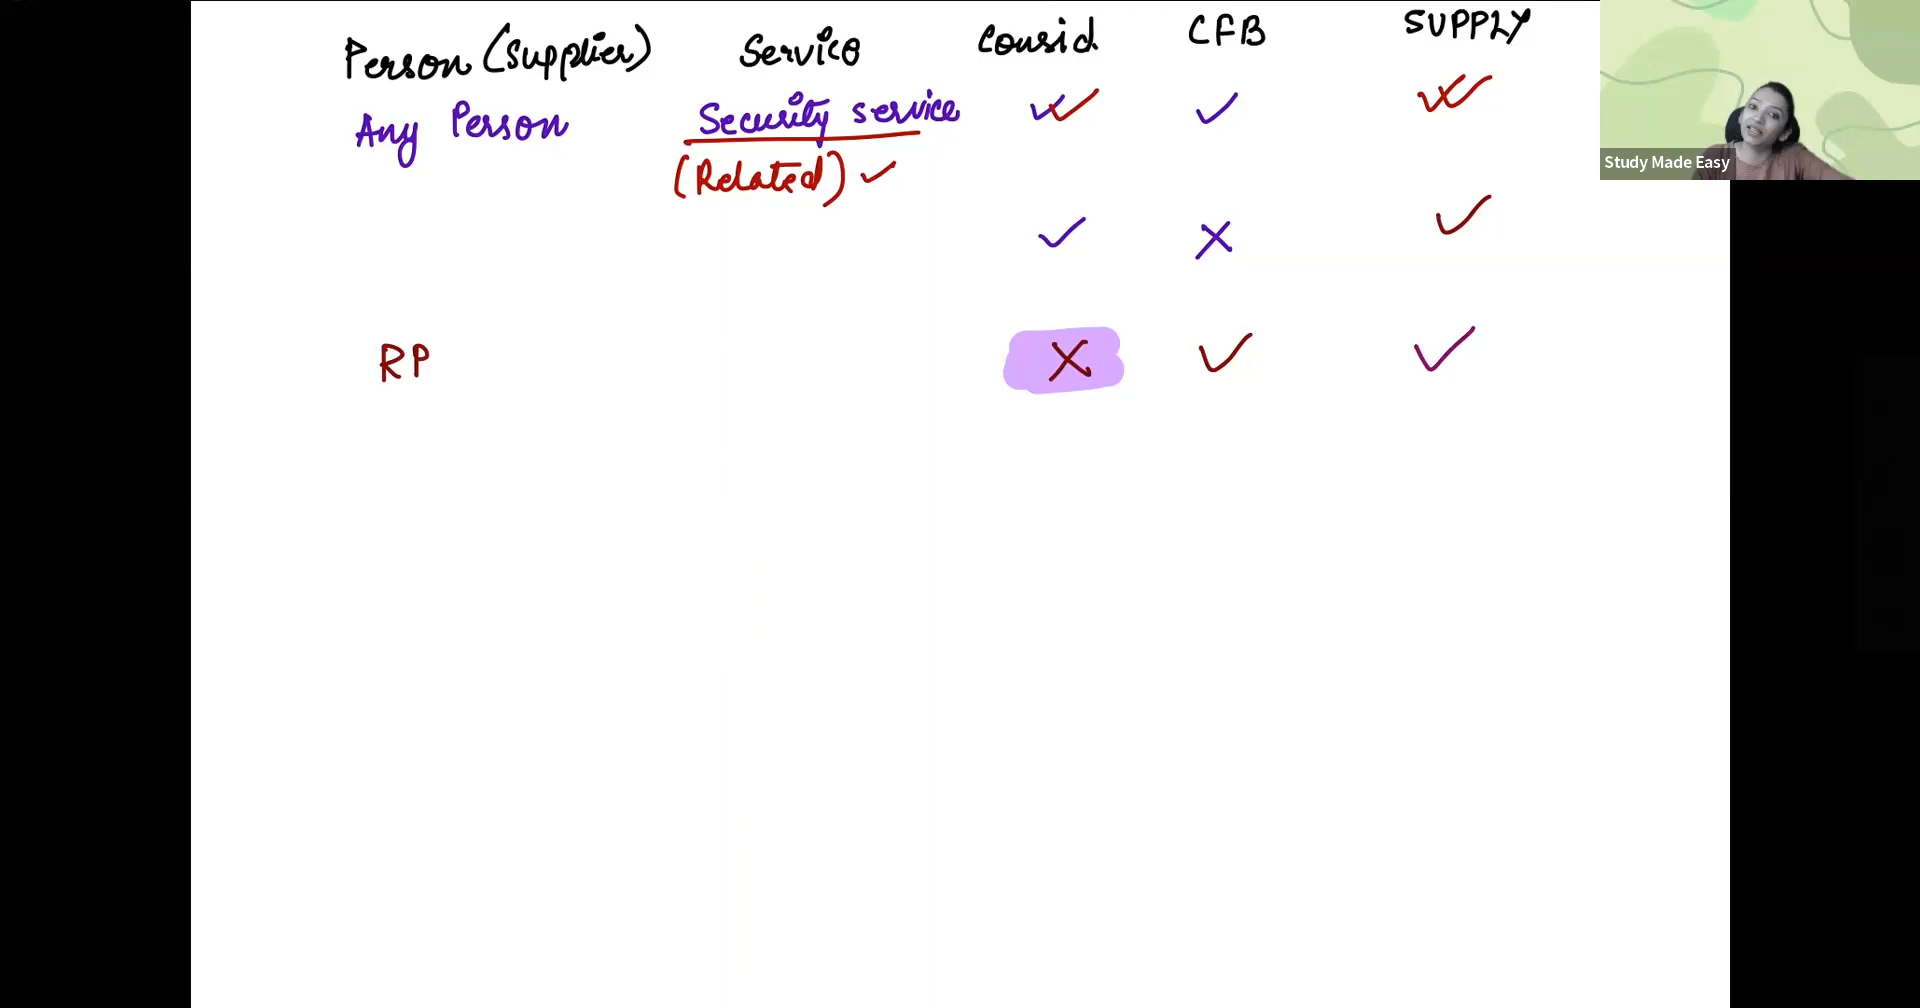 Person (Supplier) Service Consid. CFB SUPPLY
Any Person Security service ✓✓ ✓ ✓✓
(Related) ✓
✓ X ✓
RP X ✓ ✓
Study Made Easy